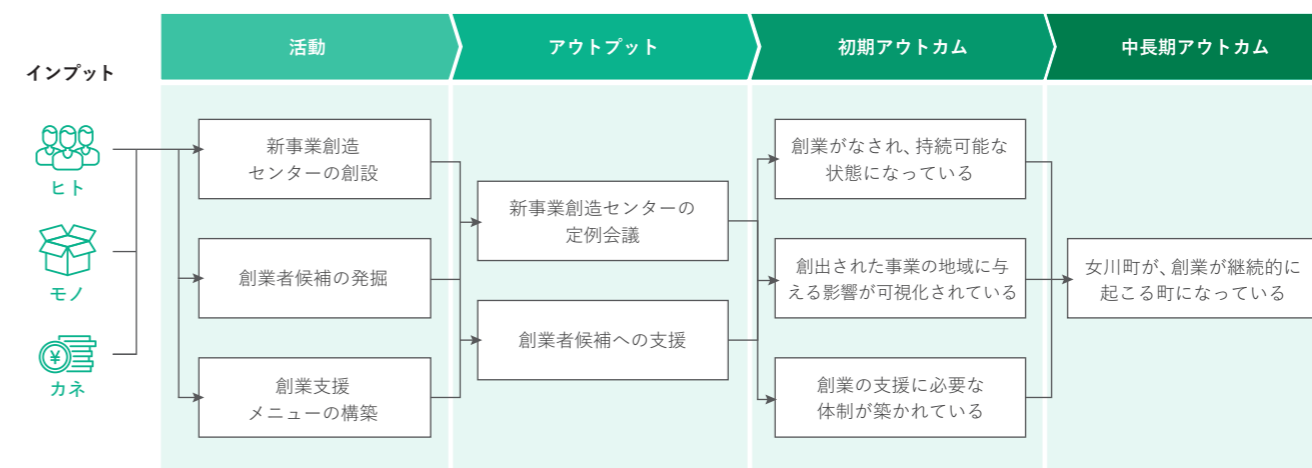 インプット
ヒト
モノ
¥
カネ
活動
新事業創造
センターの創設
創業者候補の発掘
創業支援
メニューの構築
アウトプット
新事業創造センターの
定例会議
創業者候補への支援
初期アウトカム
創業がなされ、持続可能な
状態になっている
創出された事業の地域に与
える影響が可視化されている
創業の支援に必要な
体制が築かれている
中長期アウトカム
女川町が、創業が継続的に
起こる町になっている